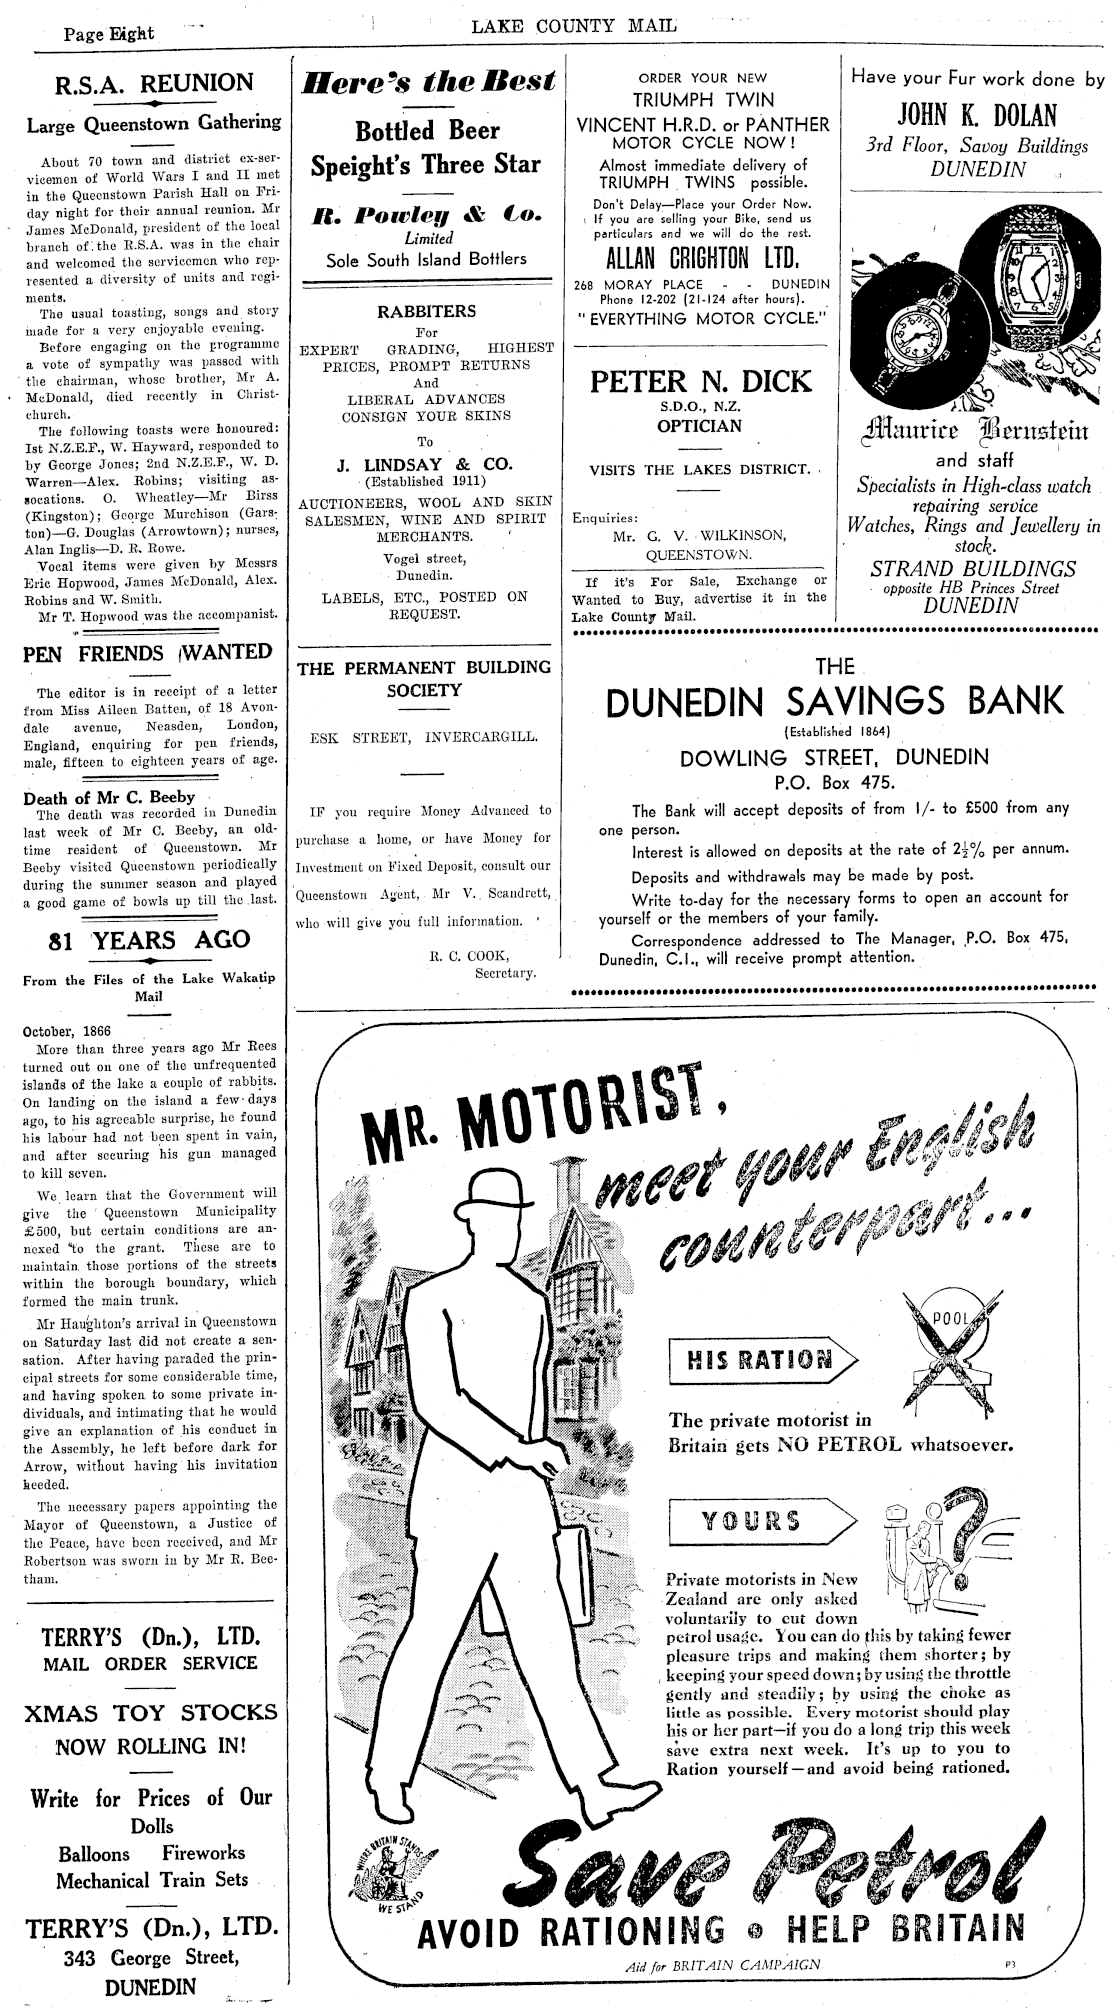 Page Eight
LAKE COUNTY MAIL
R.S.A. REUNION
Large Queenstown Gathering
About 70 town and district ex-ser-
vicemen of World Wars I and II met
in the Queenstown Parish Hall on Fri-
day night for their annual reunion. Mr
James McDonald, president of the local
branch of the R.S.A. was in the chair
and welcomed the servicemen who rep-
resented a diversity of units and regi-
ments.
The usual toasting, songs and story
made for a very enjoyable evening.
Before engaging on the programme
a vote of sympathy was passed with
the chairman, whose brother, Mr A.
McDonald, died recently in Christ-
church.
The following toasts were honoured:
1st N.Z.E.F., W. Hayward, responded to
by George Jones; 2nd N.Z.E.F., W. D.
Warren—Alex. Robins; visiting as-
socations. O. Wheatley—Mr Birss
(Kingston); George Murchison (Gars-
ton)—G. Douglas (Arrowtown); nurses,
Alan Inglis—D. R. Rowe.
Vocal items were given by Messrs
Eric Hopwood, James McDonald, Alex.
Robins and W. Smith.
Mr T. Hopwood was the accompanist.
PEN FRIENDS WANTED
The editor is in receipt of a letter
from Miss Aileen Batten, of 18 Avon-
dale avenue, Neasden, London,
England, enquiring for pen friends,
male, fifteen to eighteen years of age.
Death of Mr C. Beeby
The death was recorded in Dunedin
last week of Mr C. Beeby, an old-
time resident of Queenstown. Mr
Beeby visited Queenstown periodically
during the summer season and played
a good game of bowls up till the last.
81 YEARS AGO
From the Files of the Lake Wakatip
Mail
October, 1866
More than three years ago Mr Rees
turned out on one of the unfrequented
islands of the lake a couple of rabbits.
On landing on the island a few days
ago, to his agreeable surprise, he found
his labour had not been spent in vain,
and after securing his gun managed
to kill seven.
We learn that the Government will
give the Queenstown Municipality
£500, but certain conditions are an-
nexed to the grant. These are to
maintain those portions of the streets
within the borough boundary, which
formed the main trunk.
Mr Haughton's arrival in Queenstown
on Saturday last did not create a sen-
sation. After having paraded the prin-
cipal streets for some considerable time,
and having spoken to some private in-
dividuals, and intimating that he would
give an explanation of his conduct in
the Assembly, he left before dark for
Arrow, without having his invitation
heeded.
The necessary papers appointing the
Mayor of Queenstown, a Justice of
the Peace, have been received, and Mr
Robertson was sworn in by Mr R. Bee-
tham.
TERRY'S (Dn.), LTD.
MAIL ORDER SERVICE
XMAS TOY STOCKS
NOW ROLLING IN!
Write for Prices of Our
Dolls
Balloons Fireworks
Mechanical Train Sets
TERRY'S (Dn.), LTD.
343 George Street,
DUNEDIN
Here's the Best
Bottled Beer
Speight's Three Star
R. Powley & Co.
Limited
Sole South Island Bottlers
RABBITERS
For
EXPERT GRADING, HIGHEST
PRICES, PROMPT RETURNS
And
LIBERAL ADVANCES
CONSIGN YOUR SKINS
To
J. LINDSAY & CO.
(Established 1911)
AUCTIONEERS, WOOL AND SKIN
SALESMEN, WINE AND SPIRIT
MERCHANTS.
Vogel street,
Dunedin.
LABELS, ETC., POSTED ON
REQUEST.
THE PERMANENT BUILDING
SOCIETY
ESK STREET, INVERCARGILL.
IF you require Money Advanced to
purchase a home, or have Money for
Investment on Fixed Deposit, consult our
Queenstown Agent, Mr V. Scandrett,
who will give you full information.
R. C. COOK,
Secretary.
ORDER YOUR NEW
TRIUMPH TWIN
VINCENT H.R.D. or PANTHER
MOTOR CYCLE NOW!
Almost immediate delivery of
TRIUMPH TWINS possible.
Don't Delay—Place your Order Now.
If you are selling your Bike, send us
particulars and we will do the rest.
ALLAN CRIGHTON LTD.
268 MORAY PLACE - - DUNEDIN
Phone 12-202 (21-124 after hours).
"EVERYTHING MOTOR CYCLE."
PETER N. DICK
S.D.O., N.Z.
OPTICIAN
VISITS THE LAKES DISTRICT.
Enquiries:
Mr. G. V. WILKINSON,
QUEENSTOWN.
If it's For Sale, Exchange or
Wanted to Buy, advertise it in the
Lake County Mail.
Have your Fur work done by
JOHN K. DOLAN
3rd Floor, Savoy Buildings
DUNEDIN
Maurice Bernstein
and staff
Specialists in High-class watch
repairing service
Watches, Rings and Jewellery in
stock.
STRAND BUILDINGS
opposite HB Princes Street
DUNEDIN
THE
DUNEDIN SAVINGS BANK
(Established 1864)
DOWLING STREET, DUNEDIN
P.O. Box 475.
The Bank will accept deposits of from 1/- to £500 from any
one person.
Interest is allowed on deposits at the rate of 2½% per annum.
Deposits and withdrawals may be made by post.
Write to-day for the necessary forms to open an account for
yourself or the members of your family.
Correspondence addressed to The Manager, P.O. Box 475,
Dunedin, C.1., will receive prompt attention.
MR. MOTORIST,
meet your English
counterpart...
HIS RATION
POOL
The private motorist in
Britain gets NO PETROL whatsoever.
YOURS
?
Private motorists in New
Zealand are only asked
voluntarily to cut down
petrol usage. You can do this by taking fewer
pleasure trips and making them shorter; by
keeping your speed down; by using the throttle
gently and steadily; by using the choke as
little as possible. Every motorist should play
his or her part—if you do a long trip this week
save extra next week. It's up to you to
Ration yourself—and avoid being rationed.
WHERE BRITAIN STANDS
WE STAND
Save Petrol
AVOID RATIONING • HELP BRITAIN
Aid for BRITAIN CAMPAIGN
P3